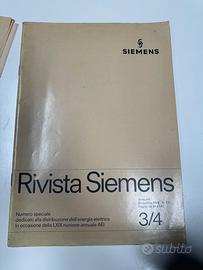 SIEMENS
Rivista Siemens
Numero speciale
dedicato alla distribuzione dell'energia elettrica
in occasione della LXIX riunione annuale AEI
3/4
subito